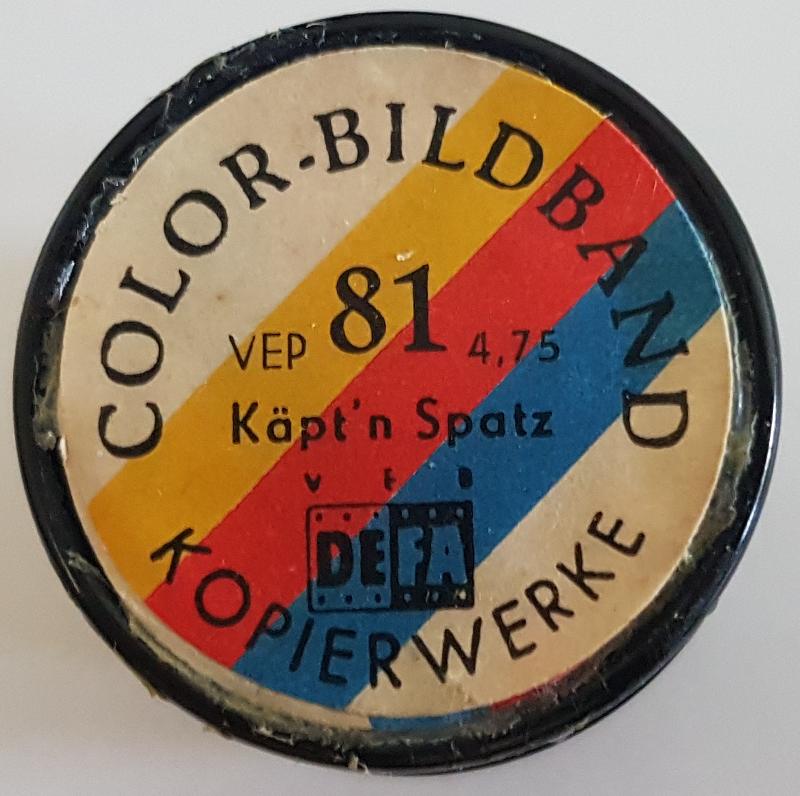 COLOR-BILDBAND
VEP 81 4,75
Käpt'n Spatz
V E B
DEFA
KOPIERWERKE